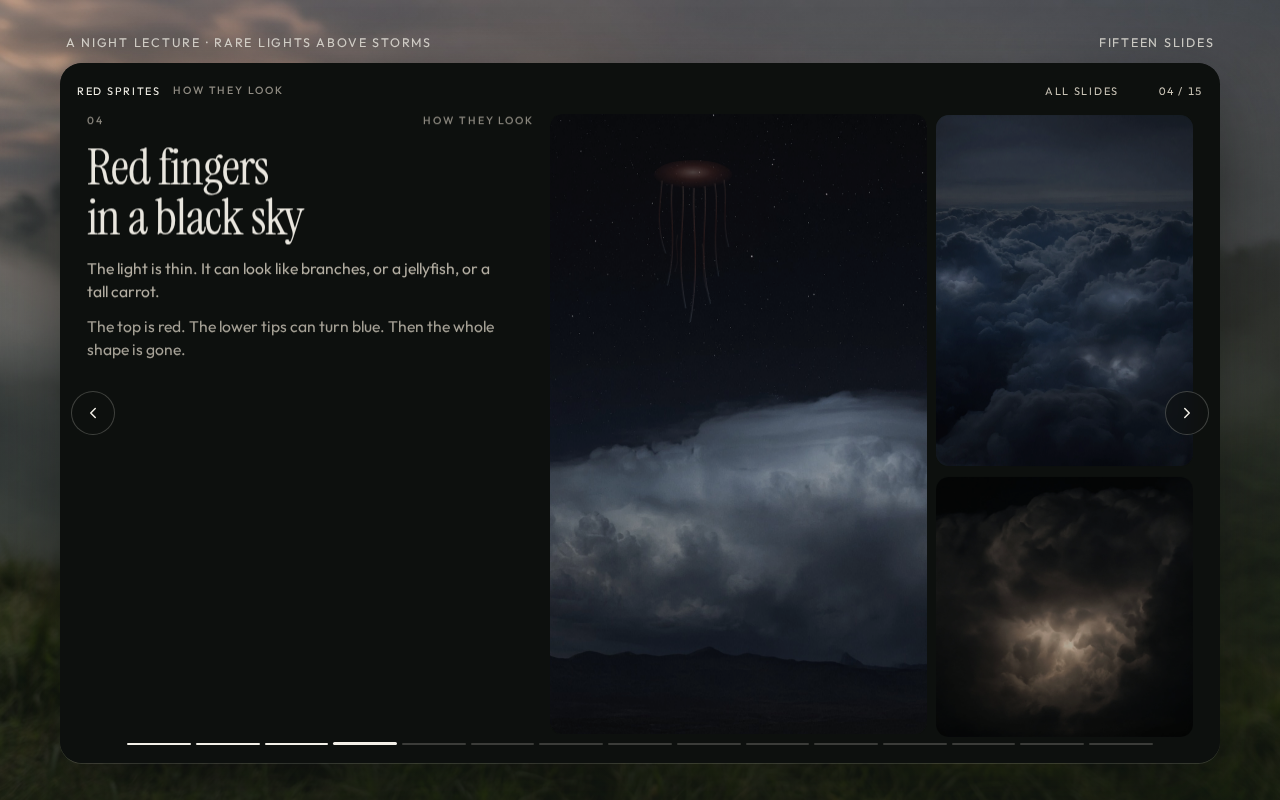 A NIGHT LECTURE · RARE LIGHTS ABOVE STORMS
FIFTEEN SLIDES
RED SPRITES
HOW THEY LOOK
ALL SLIDES
04 / 15
04
HOW THEY LOOK
Red fingers
in a black sky
The light is thin. It can look like branches, or a jellyfish, or a
tall carrot.
The top is red. The lower tips can turn blue. Then the whole
shape is gone.